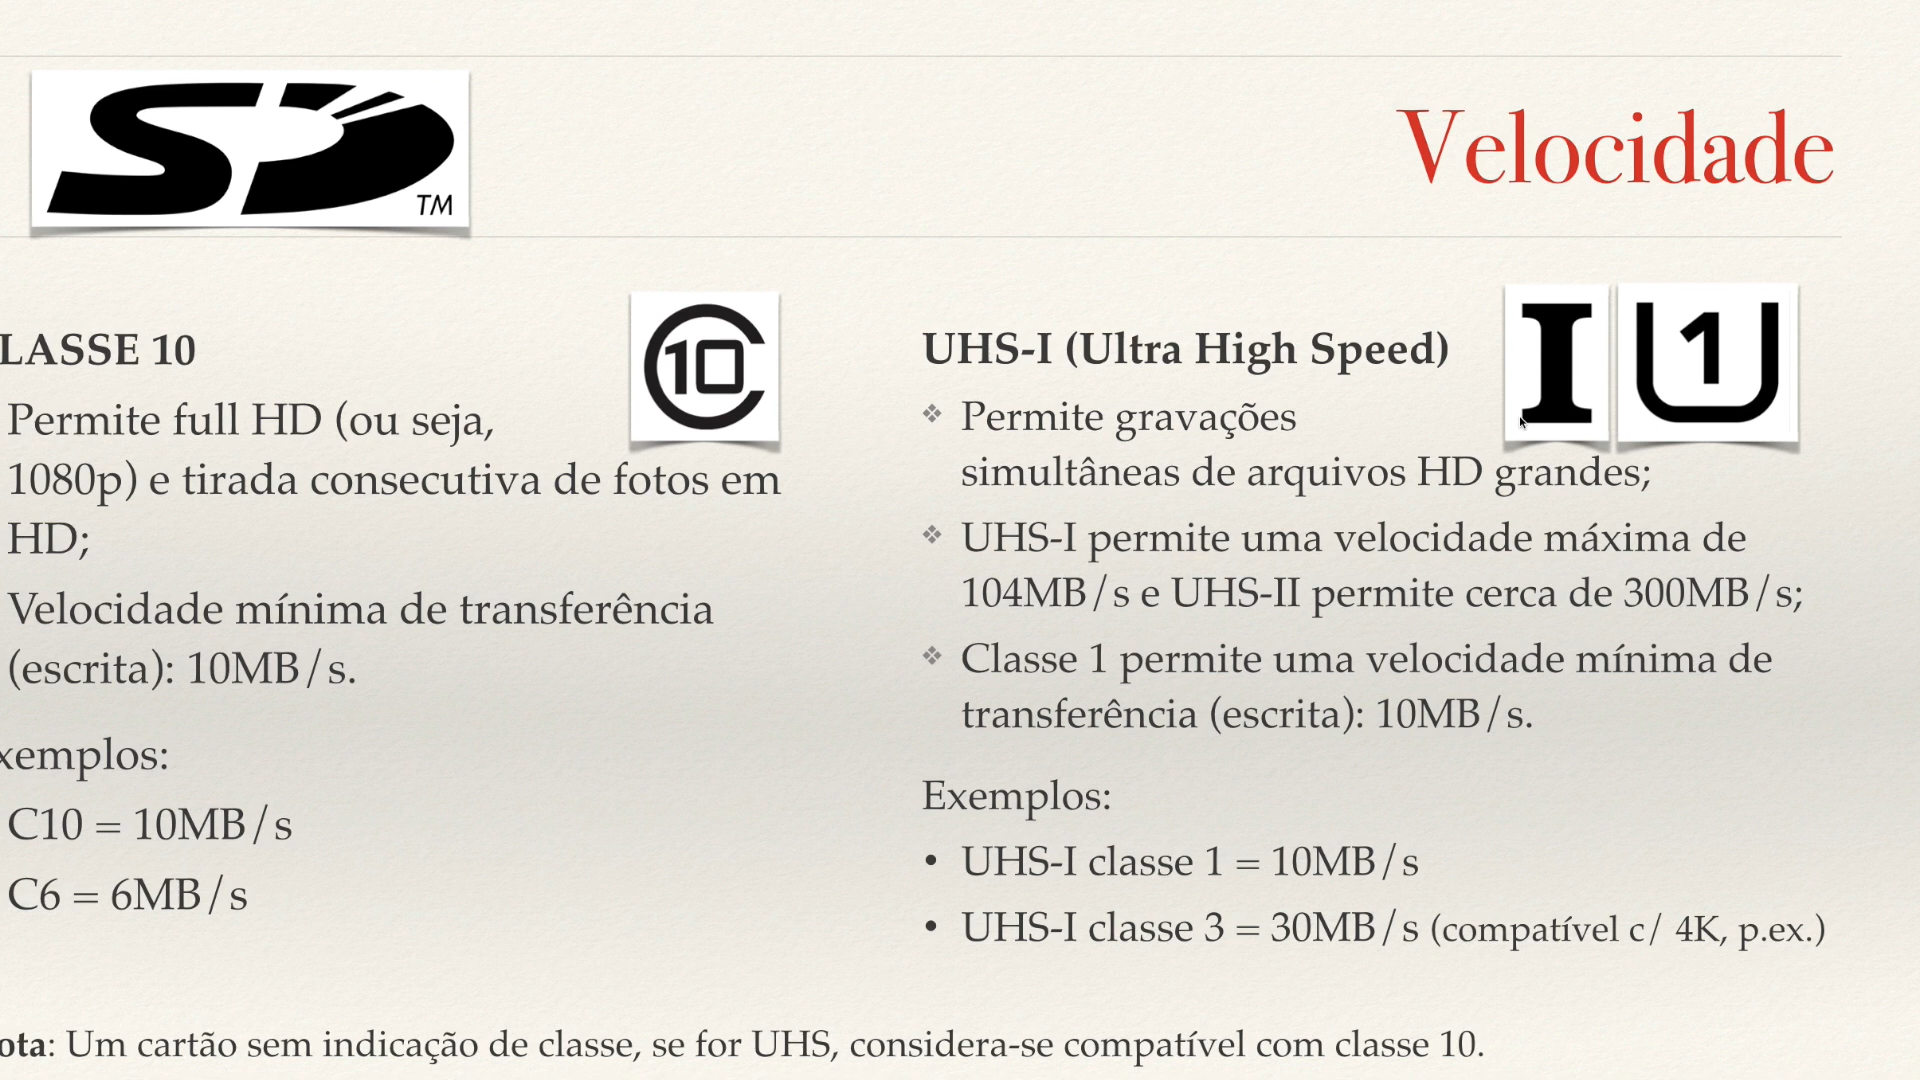 SD TM
Velocidade
LASSE 10
10
Permite full HD (ou seja,
1080p) e tirada consecutiva de fotos em
HD;
Velocidade mínima de transferência
(escrita): 10MB/s.
xemplos:
C10 = 10MB/s
C6 = 6MB/s
UHS-I (Ultra High Speed)
I 1
❖ Permite gravações
simultâneas de arquivos HD grandes;
❖ UHS-I permite uma velocidade máxima de
104MB/s e UHS-II permite cerca de 300MB/s;
❖ Classe 1 permite uma velocidade mínima de
transferência (escrita): 10MB/s.
Exemplos:
• UHS-I classe 1 = 10MB/s
• UHS-I classe 3 = 30MB/s (compatível c/ 4K, p.ex.)
ota: Um cartão sem indicação de classe, se for UHS, considera-se compatível com classe 10.